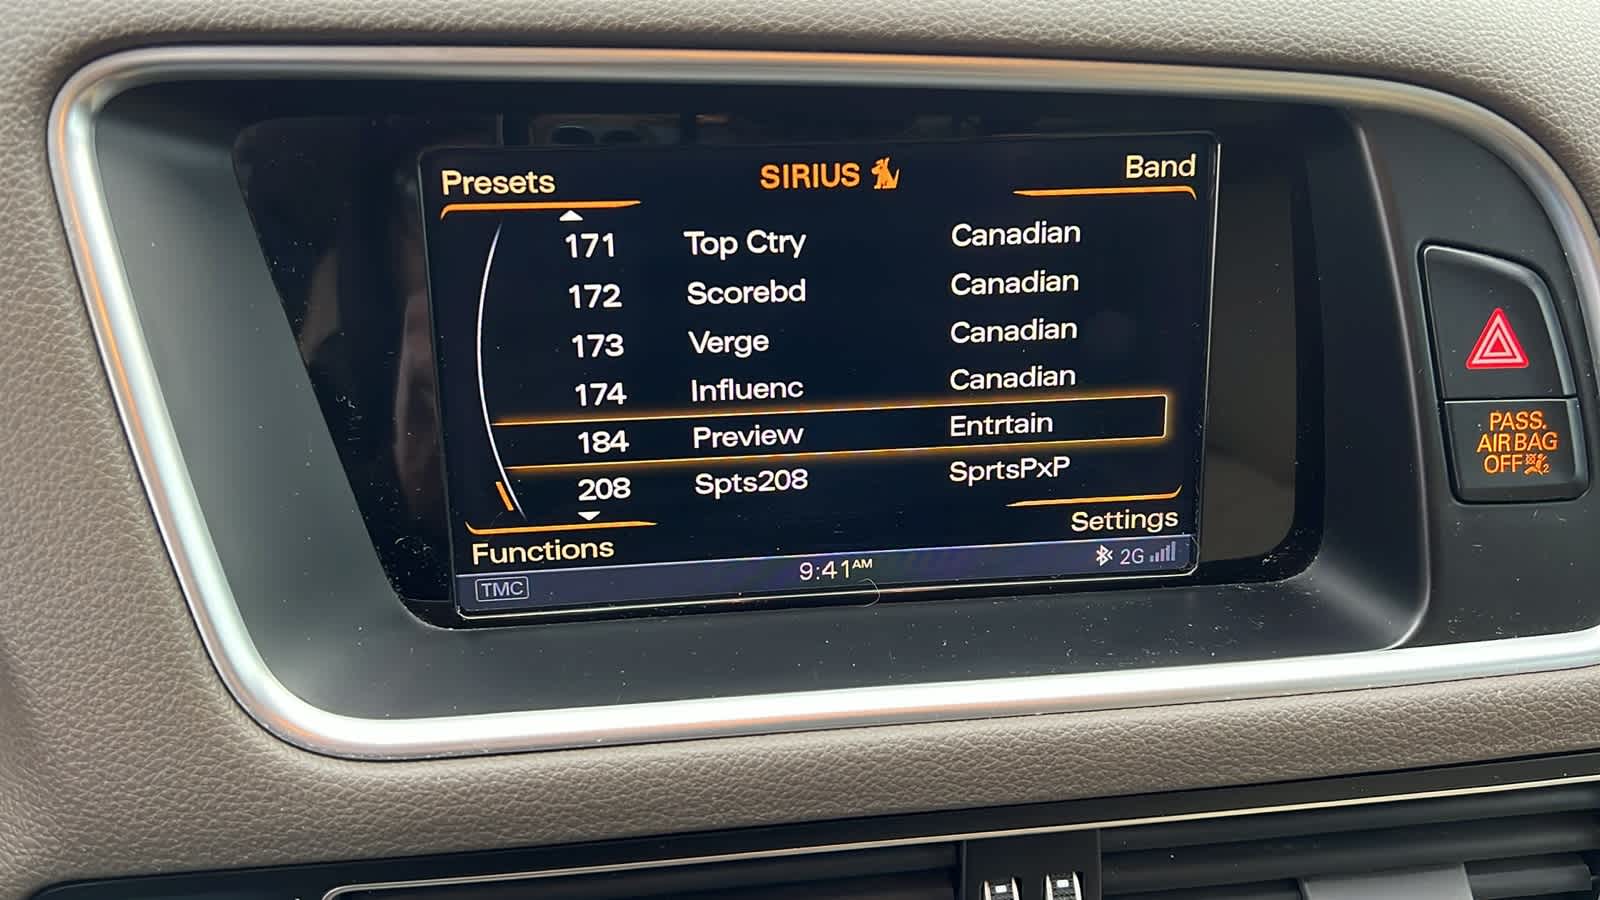 Presets
SIRIUS
Band
171 Top Ctry Canadian
172 Scorebd Canadian
173 Verge Canadian
174 Influenc Canadian
184 Preview Entrtain
208 Spts208 SprtsPxP
Functions
Settings
TMC
9:41AM
2G
PASS.
AIR BAG
OFF 2